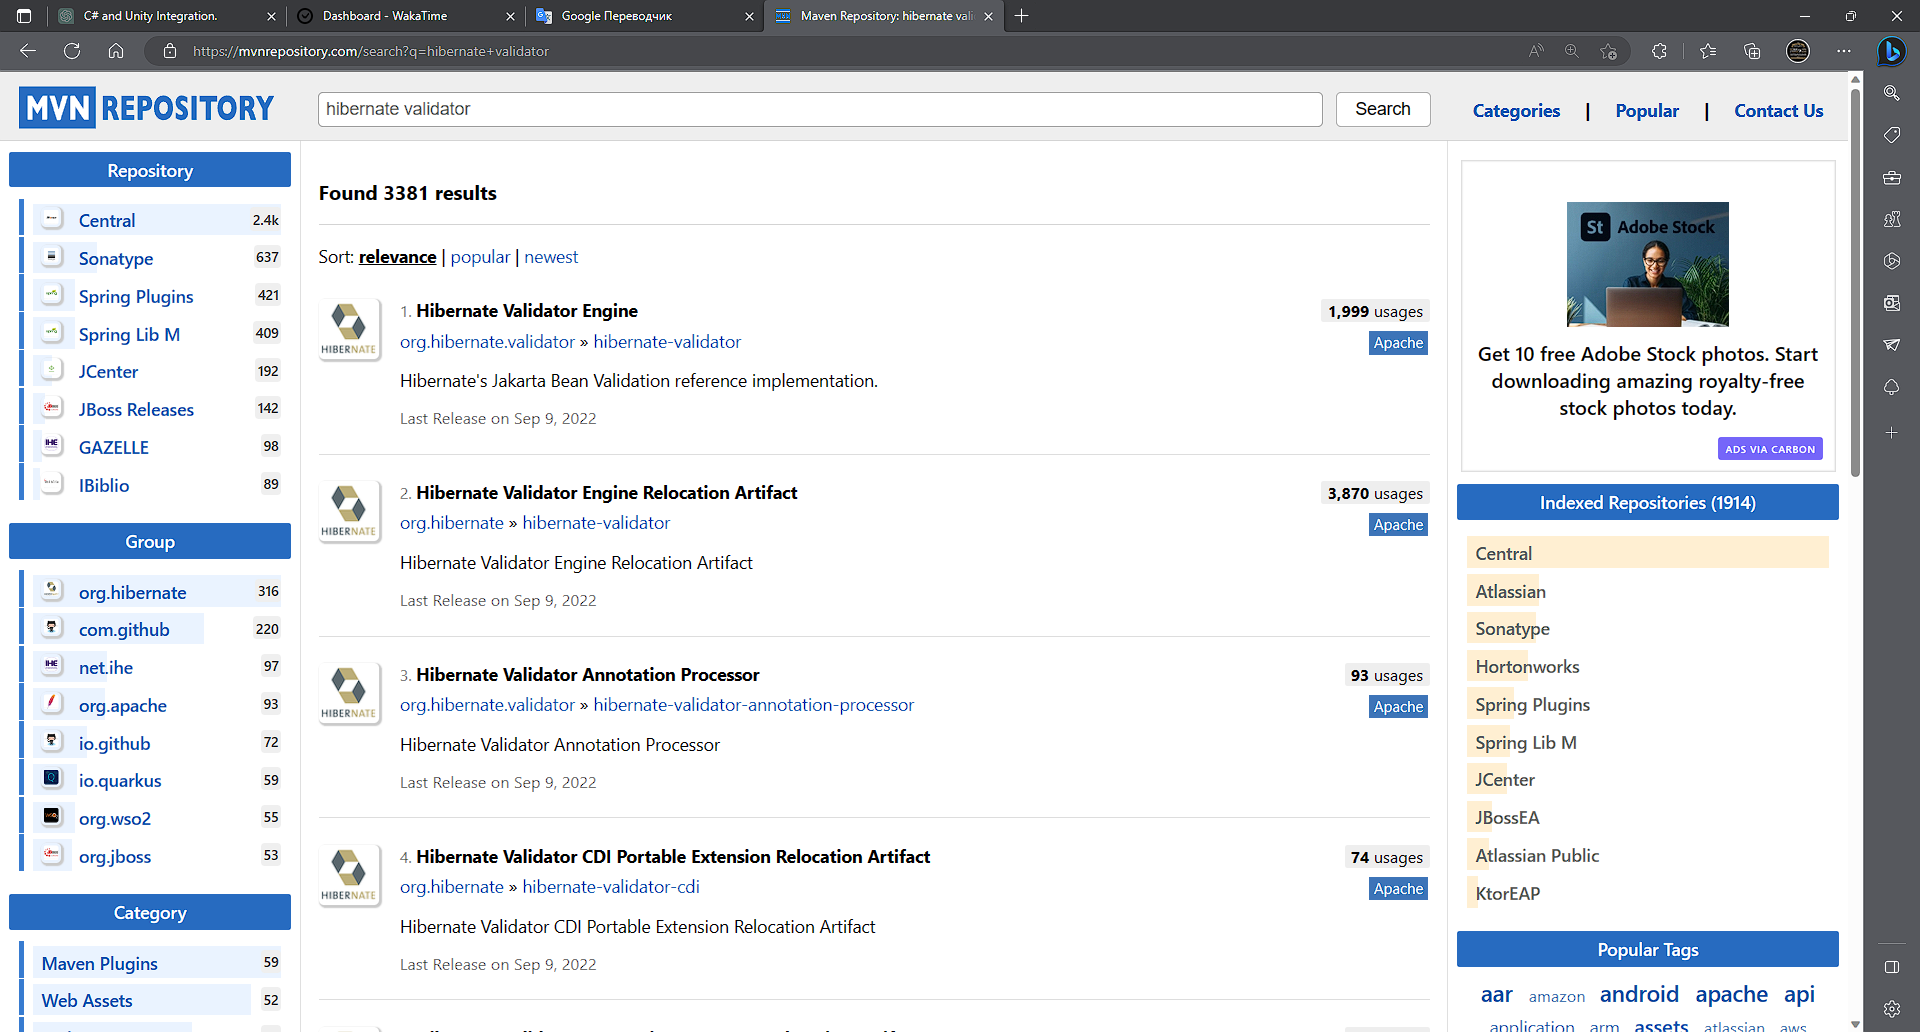 C# and Unity Integration.
Dashboard - WakaTime
Google Переводчик
Maven Repository: hibernate vali
https://mvnrepository.com/search?q=hibernate+validator
MVN REPOSITORY
hibernate validator
Search
Categories | Popular | Contact Us
Repository
Central 2.4k
Sonatype 637
Spring Plugins 421
Spring Lib M 409
JCenter 192
JBoss Releases 142
GAZELLE 98
IBiblio 89
Group
org.hibernate 316
com.github 220
net.ihe 97
org.apache 93
io.github 72
io.quarkus 59
org.wso2 55
org.jboss 53
Category
Maven Plugins 59
Web Assets 52
Found 3381 results
Sort: relevance | popular | newest
HIBERNATE
1. Hibernate Validator Engine
1,999 usages
org.hibernate.validator » hibernate-validator
Apache
Hibernate's Jakarta Bean Validation reference implementation.
Last Release on Sep 9, 2022
HIBERNATE
2. Hibernate Validator Engine Relocation Artifact
3,870 usages
org.hibernate » hibernate-validator
Apache
Hibernate Validator Engine Relocation Artifact
Last Release on Sep 9, 2022
HIBERNATE
3. Hibernate Validator Annotation Processor
93 usages
org.hibernate.validator » hibernate-validator-annotation-processor
Apache
Hibernate Validator Annotation Processor
Last Release on Sep 9, 2022
HIBERNATE
4. Hibernate Validator CDI Portable Extension Relocation Artifact
74 usages
org.hibernate » hibernate-validator-cdi
Apache
Hibernate Validator CDI Portable Extension Relocation Artifact
Last Release on Sep 9, 2022
St Adobe Stock
Get 10 free Adobe Stock photos. Start
downloading amazing royalty-free
stock photos today.
ADS VIA CARBON
Indexed Repositories (1914)
Central
Atlassian
Sonatype
Hortonworks
Spring Plugins
Spring Lib M
JCenter
JBossEA
Atlassian Public
KtorEAP
Popular Tags
aar amazon android apache api
application arm assets atlassian aws